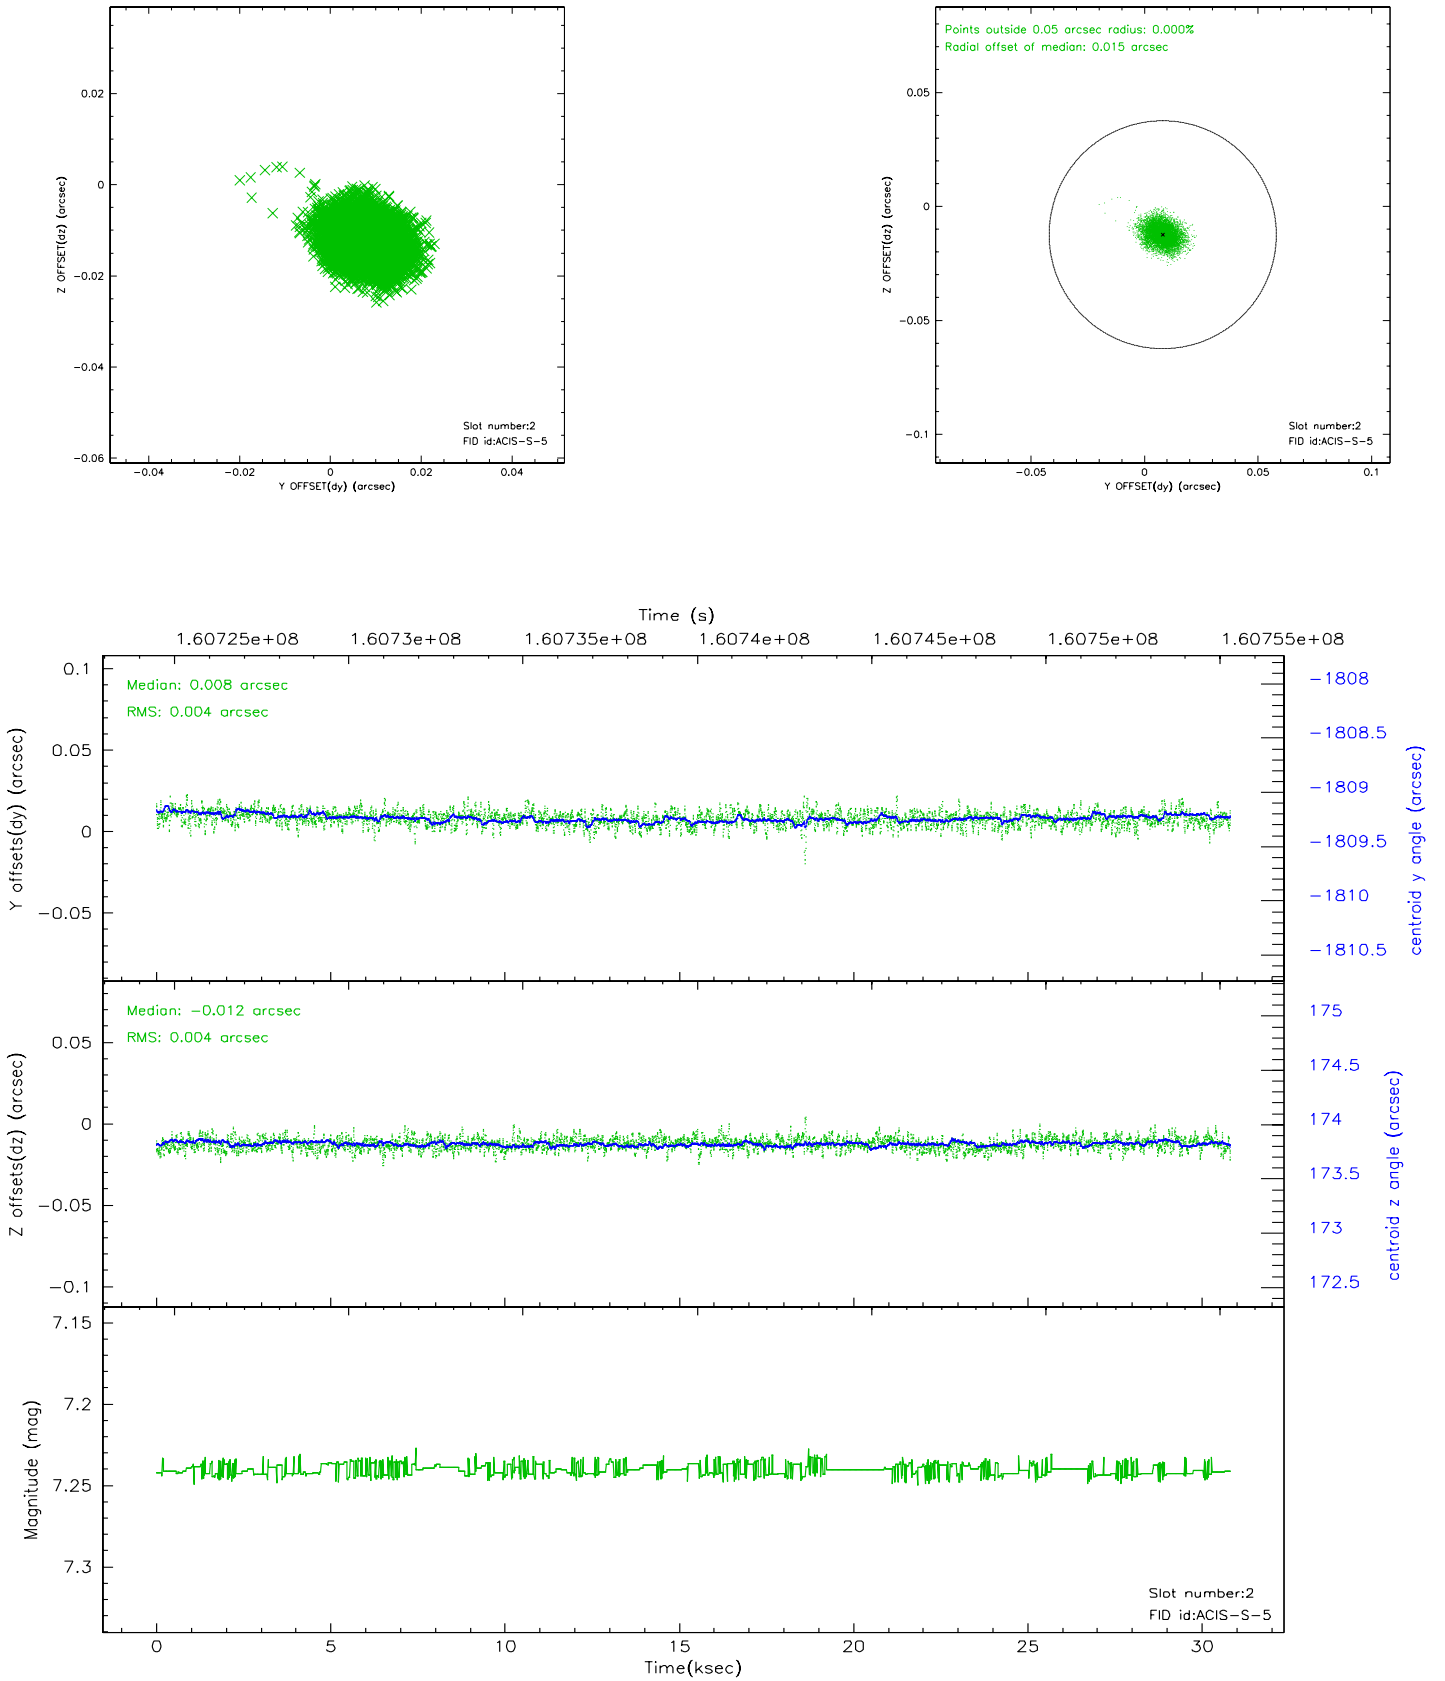 0.02
0
-0.02
-0.04
-0.06
Z OFFSET(dz) (arcsec)
-0.04 -0.02 0 0.02 0.04
Y OFFSET(dy) (arcsec)
Slot number:2
FID id:ACIS-S-5
Points outside 0.05 arcsec radius: 0.000%
Radial offset of median: 0.015 arcsec
0.05
0
-0.05
-0.1
Z OFFSET(dz) (arcsec)
-0.05 0 0.05 0.1
Y OFFSET(dy) (arcsec)
Slot number:2
FID id:ACIS-S-5
Time (s)
1.60725e+08 1.6073e+08 1.60735e+08 1.6074e+08 1.60745e+08 1.6075e+08 1.60755e+08
Median: 0.008 arcsec
RMS: 0.004 arcsec
0.1
0.05
0
-0.05
Y offsets(dy) (arcsec)
-1808
-1808.5
-1809
-1809.5
-1810
-1810.5
centroid y angle (arcsec)
Median: -0.012 arcsec
RMS: 0.004 arcsec
0.05
0
-0.05
-0.1
Z offsets(dz) (arcsec)
175
174.5
174
173.5
173
172.5
centroid z angle (arcsec)
7.15
7.2
7.25
7.3
Magnitude (mag)
Slot number:2
FID id:ACIS-S-5
0 5 10 15 20 25 30
Time(ksec)